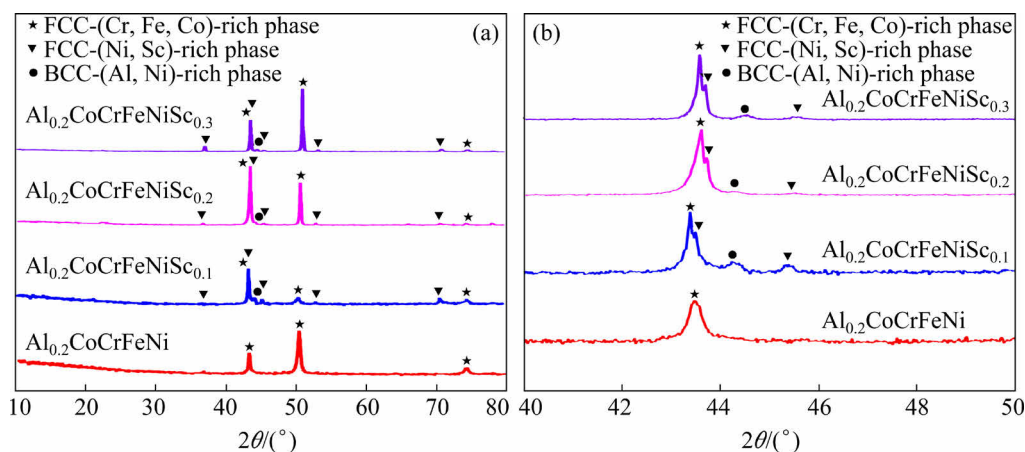 (a)
★ FCC-(Cr, Fe, Co)-rich phase
▼ FCC-(Ni, Sc)-rich phase
● BCC-(Al, Ni)-rich phase
Al0.2CoCrFeNiSc0.3
Al0.2CoCrFeNiSc0.2
Al0.2CoCrFeNiSc0.1
Al0.2CoCrFeNi
10 20 30 40 50 60 70 80
2θ/(°)
(b)
★ FCC-(Cr, Fe, Co)-rich phase
▼ FCC-(Ni, Sc)-rich phase
● BCC-(Al, Ni)-rich phase
Al0.2CoCrFeNiSc0.3
Al0.2CoCrFeNiSc0.2
Al0.2CoCrFeNiSc0.1
Al0.2CoCrFeNi
40 42 44 46 48 50
2θ/(°)